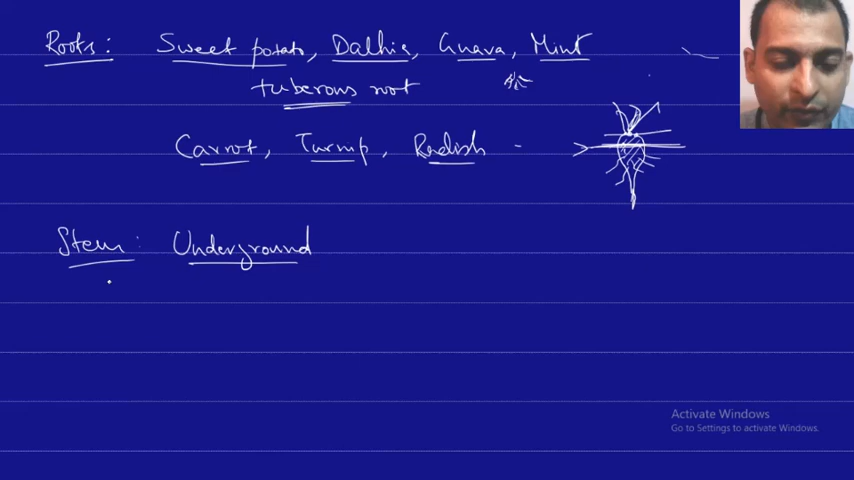 Roots: Sweet potato, Dalhia, Guava, Mint
tuberous root
Carrot, Turnip, Radish -
Stem: Underground
Activate Windows
Go to Settings to activate Windows.